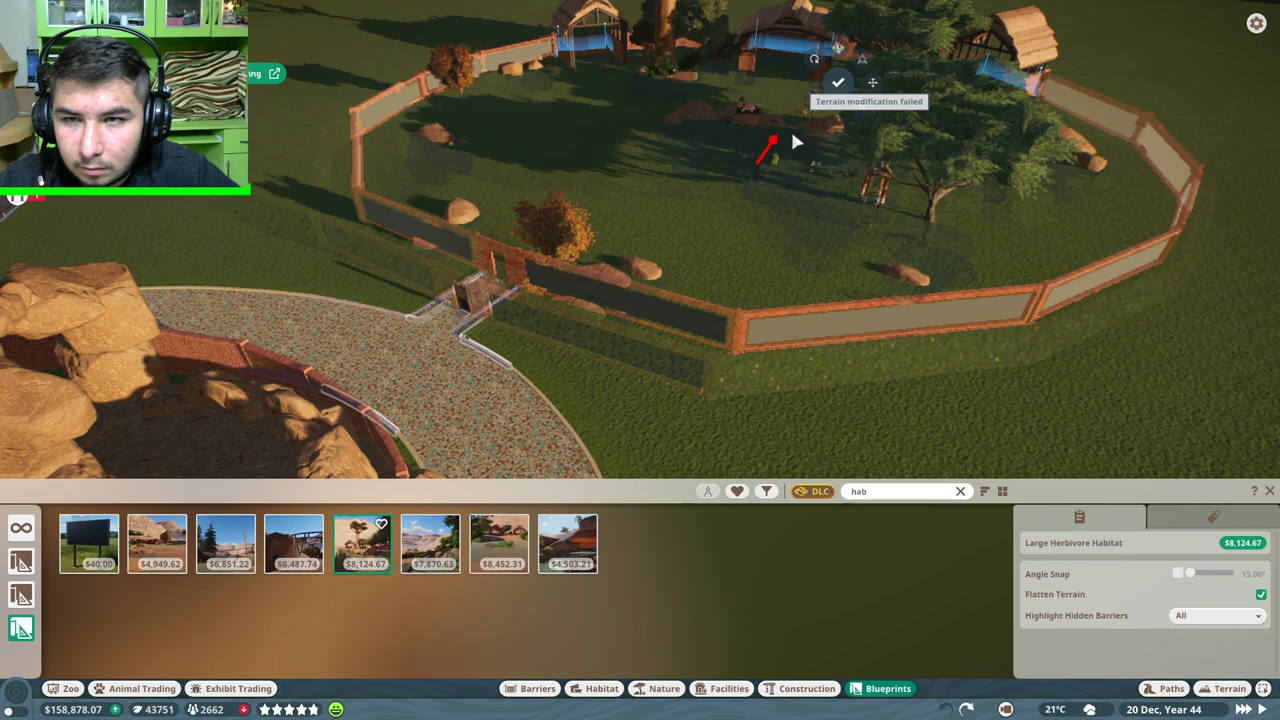 ing
Terrain modification failed
DLC
hab
?
$40.00
$4,949.62
$6,851.22
$6,487.74
$8,124.67
$7,870.63
$8,452.31
$4,503.21
Large Herbivore Habitat
$8,124.67
Angle Snap
15.00°
Flatten Terrain
Highlight Hidden Barriers
All
Zoo
Animal Trading
Exhibit Trading
Barriers
Habitat
Nature
Facilities
Construction
Blueprints
Paths
Terrain
$158,878.07
43751
2662
21°C
20 Dec, Year 44